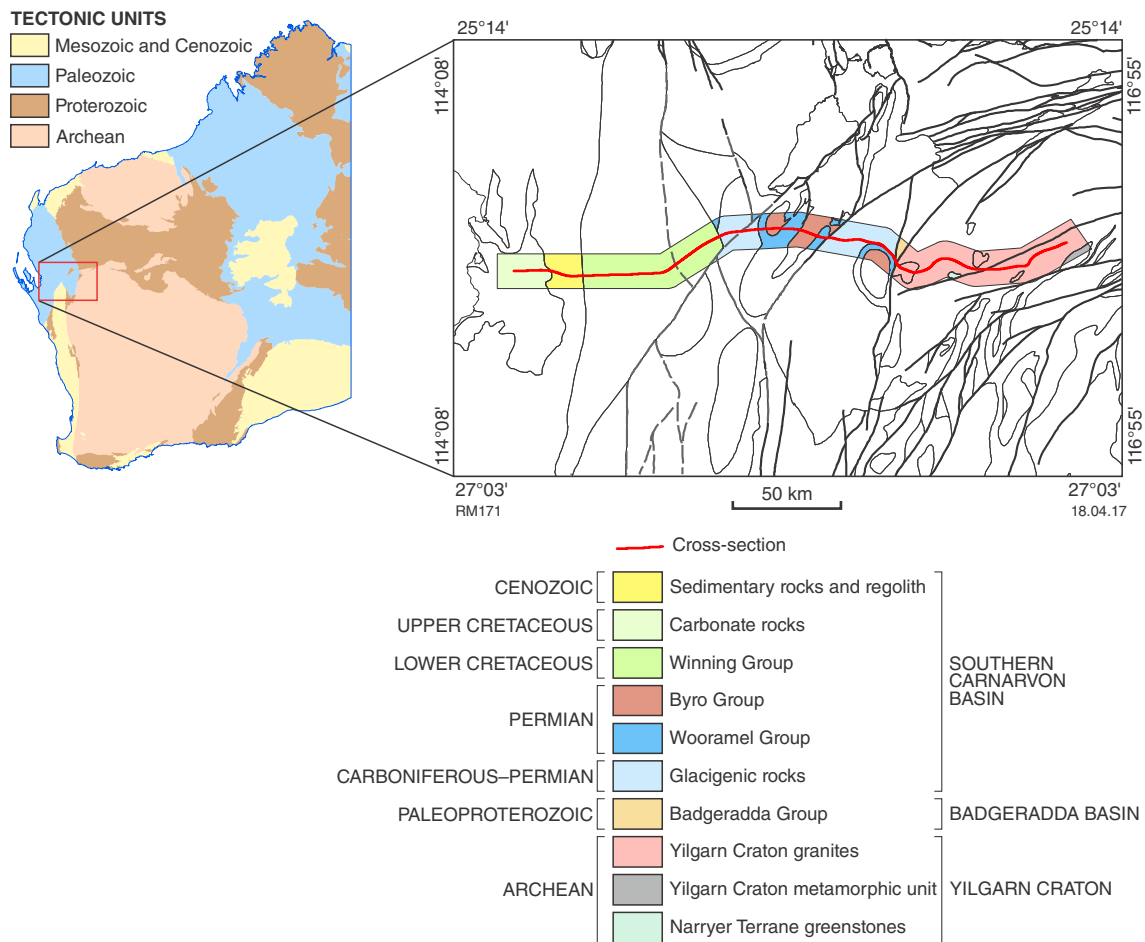 TECTONIC UNITS
Mesozoic and Cenozoic
Paleozoic
Proterozoic
Archean
25°14'
25°14'
114°08'
116°55'
114°08'
116°55'
27°03'
27°03'
RM171
50 km
18.04.17
Cross-section
CENOZOIC
Sedimentary rocks and regolith
UPPER CRETACEOUS
Carbonate rocks
LOWER CRETACEOUS
Winning Group
PERMIAN
Byro Group
Wooramel Group
CARBONIFEROUS–PERMIAN
Glacigenic rocks
SOUTHERN
CARNARVON
BASIN
PALEOPROTEROZOIC
Badgeradda Group
BADGERADDA BASIN
ARCHEAN
Yilgarn Craton granites
Yilgarn Craton metamorphic unit
Narryer Terrane greenstones
YILGARN CRATON